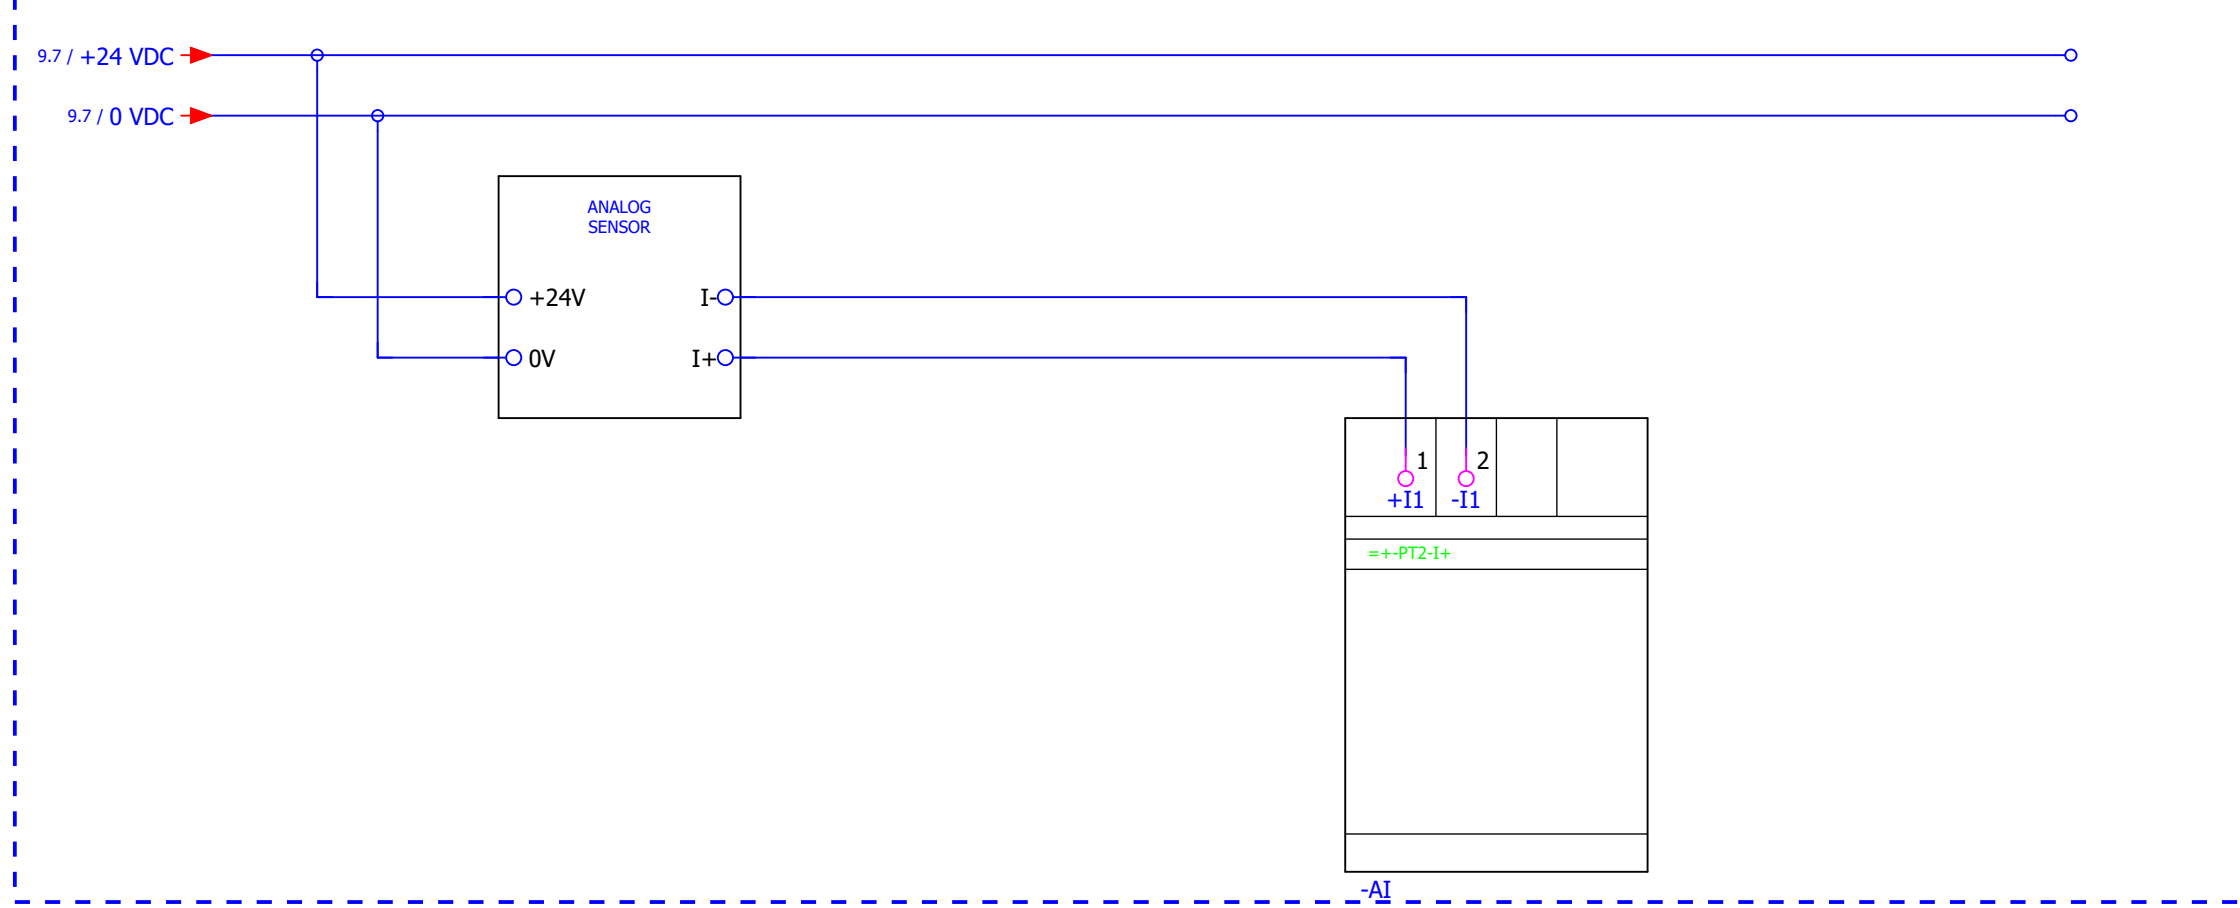 9.7 / +24 VDC
9.7 / 0 VDC
ANALOG
SENSOR
+24V
I-
0V
I+
1
2
+I1
-I1
=+-PT2-I+
-AI